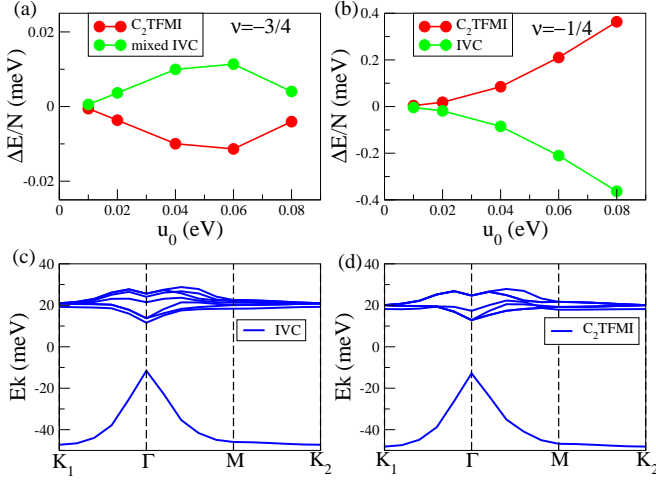 (a)
ΔE/N (meV)
0.02
0
-0.02
C₂TFMI
mixed IVC
ν=−3/4
0 0.02 0.04 0.06 0.08
u₀ (eV)
(b)
ΔE/N (meV)
0.4
0.2
0
-0.2
-0.4
C₂TFMI
IVC
ν=−1/4
0 0.02 0.04 0.06 0.08
u₀ (eV)
(c)
Ek (meV)
40
20
0
-20
-40
IVC
K₁ Γ M K₂
(d)
Ek (meV)
40
20
0
-20
-40
C₂TFMI
K₁ Γ M K₂